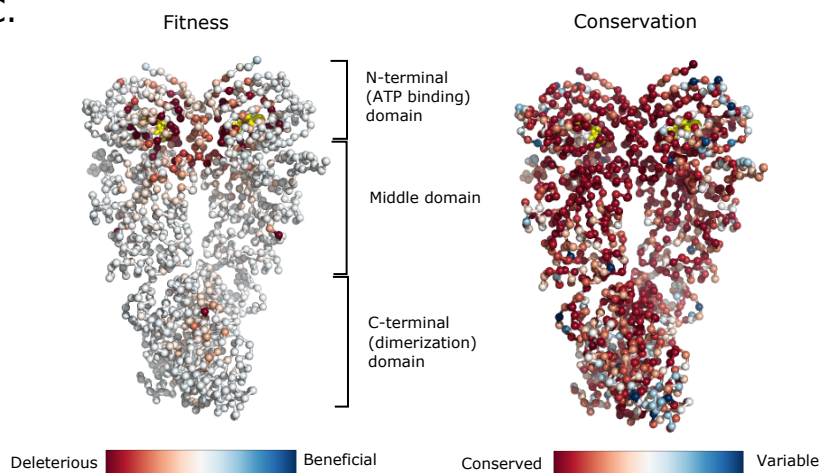 c.
Fitness
Conservation
N-terminal
(ATP binding)
domain
Middle domain
C-terminal
(dimerization)
domain
Deleterious
Beneficial
Conserved
Variable